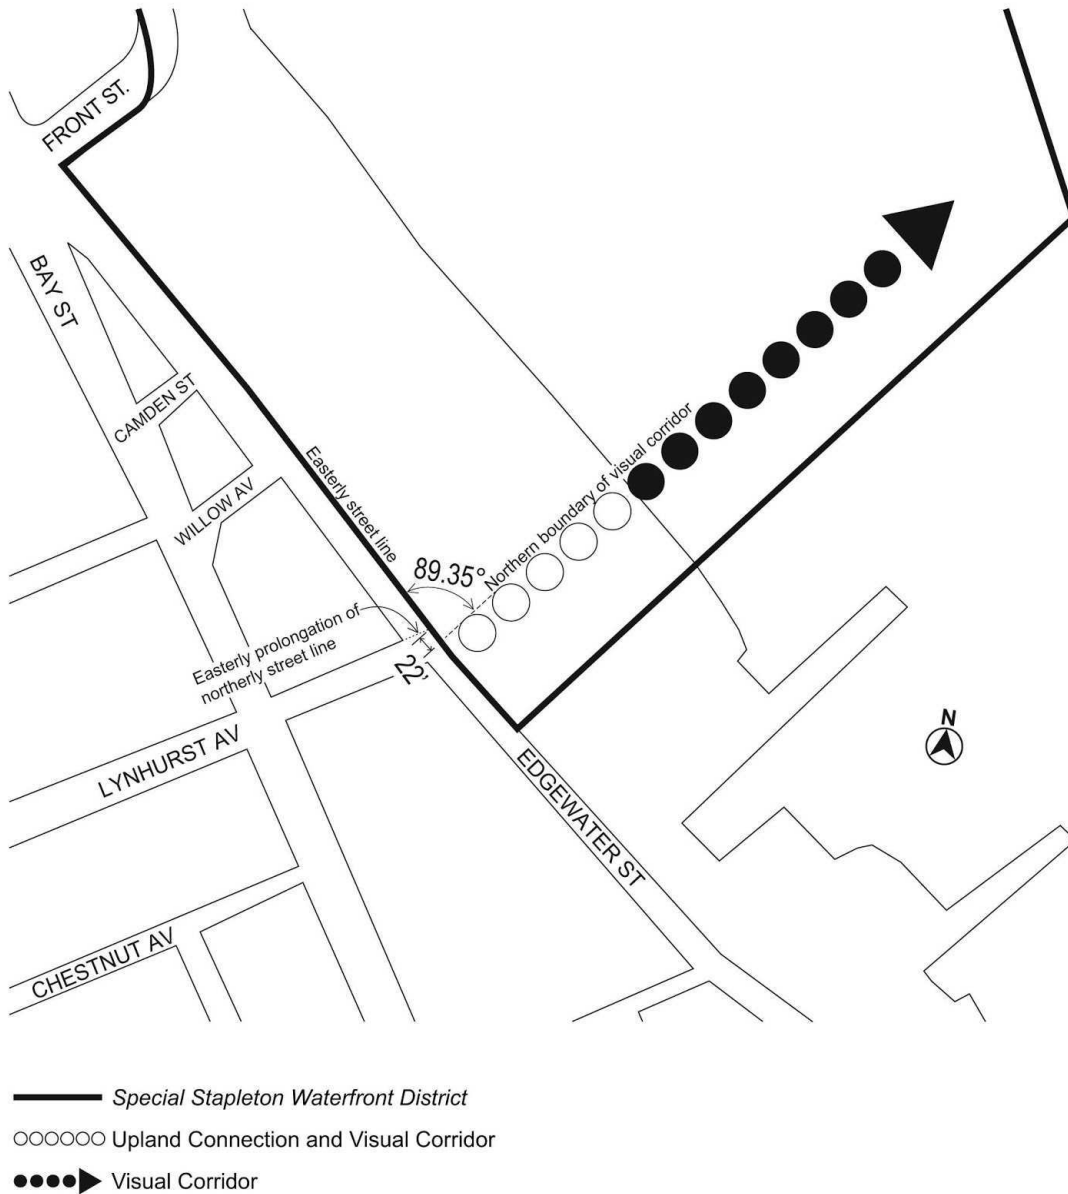 FRONT ST.
BAY ST
CAMDEN ST
WILLOW AV
Easterly street line
89.35°
Northern boundary of visual corridor
Easterly prolongation of
northerly street line
22'
LYNHURST AV
N
EDGEWATER ST
CHESTNUT AV
Special Stapleton Waterfront District
Upland Connection and Visual Corridor
Visual Corridor